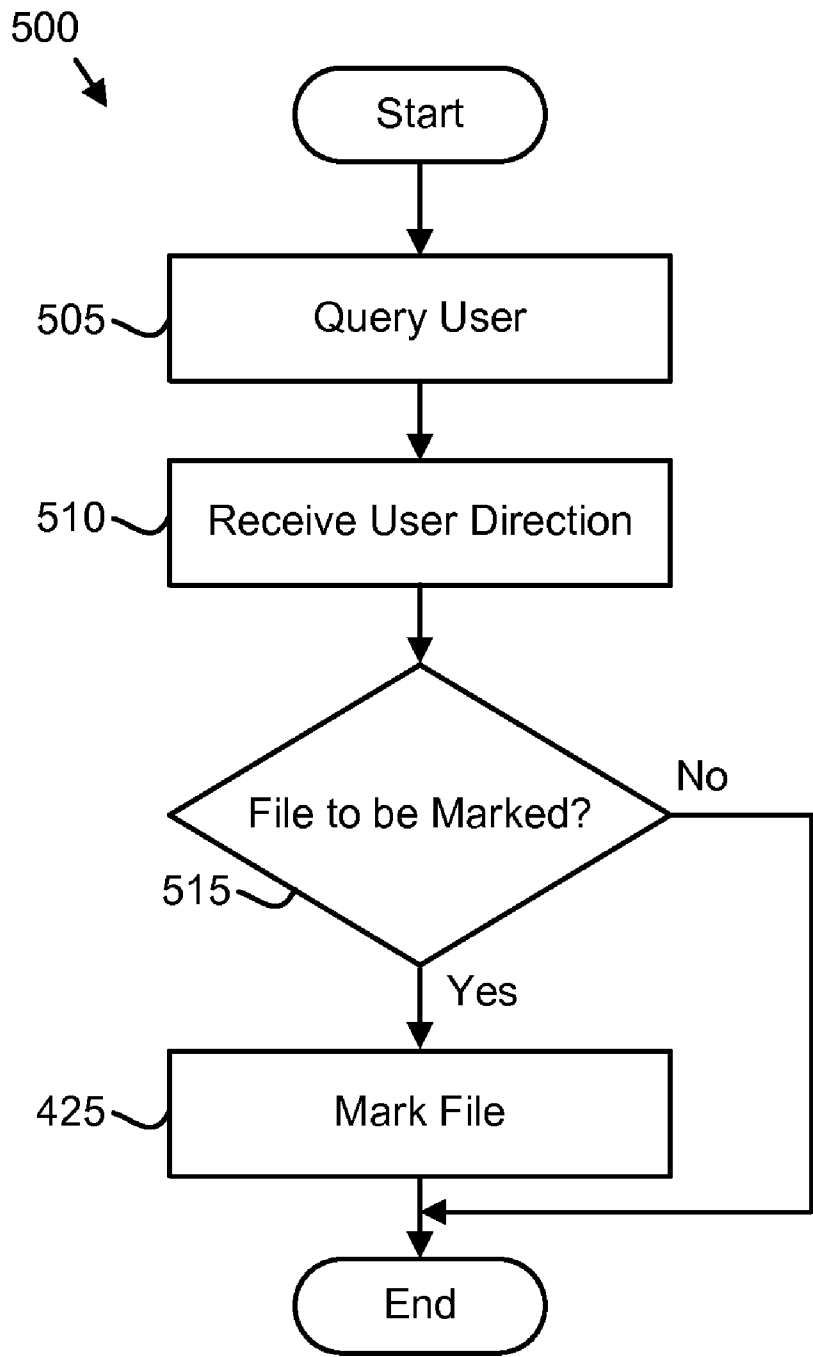 500
Start
505
Query User
510
Receive User Direction
File to be Marked?
No
515
Yes
425
Mark File
End